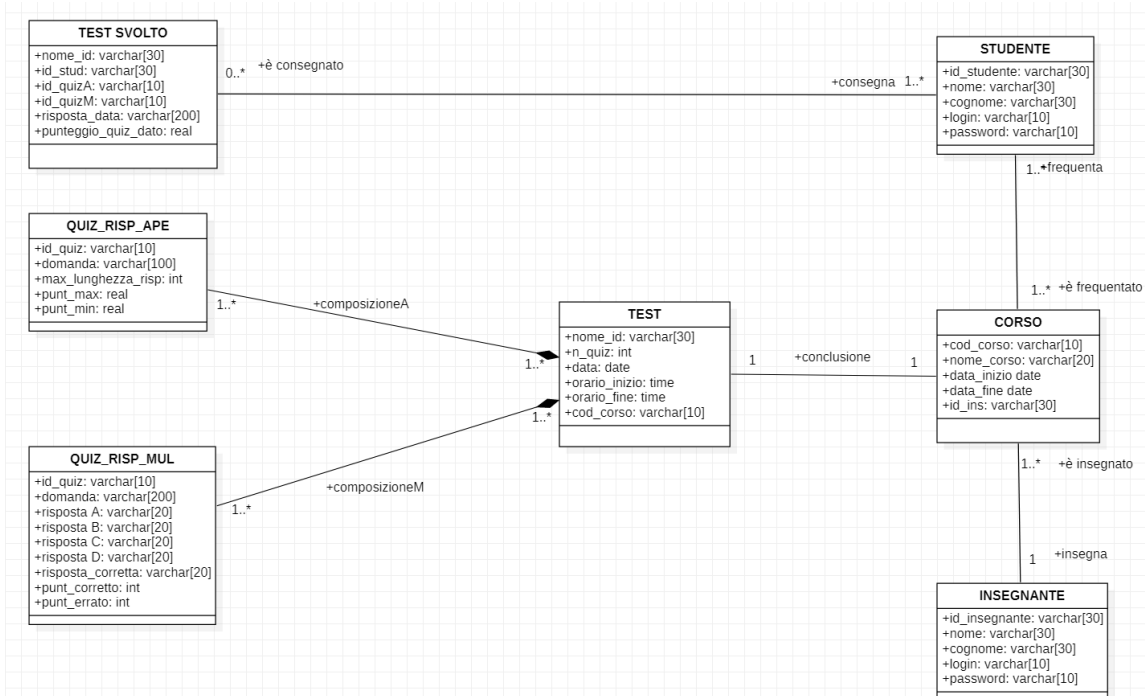 TEST SVOLTO
+nome_id: varchar[30]
+id_stud: varchar[30]
+id_quizA: varchar[10]
+id_quizM: varchar[10]
+risposta_data: varchar[200]
+punteggio_quiz_dato: real
0..*
+è consegnato
+consegna
1..*
STUDENTE
+id_studente: varchar[30]
+nome: varchar[30]
+cognome: varchar[30]
+login: varchar[10]
+password: varchar[10]
1..*
+frequenta
QUIZ_RISP_APE
+id_quiz: varchar[10]
+domanda: varchar[100]
+max_lunghezza_risp: int
+punt_max: real
+punt_min: real
1..*
+composizioneA
1..*
TEST
+nome_id: varchar[30]
+n_quiz: int
+data: date
+orario_inizio: time
+orario_fine: time
+cod_corso: varchar[10]
1
+conclusione
1
1..*
+è frequentato
CORSO
+cod_corso: varchar[10]
+nome_corso: varchar[20]
+data_inizio date
+data_fine date
+id_ins: varchar[30]
1..*
+composizioneM
1..*
QUIZ_RISP_MUL
+id_quiz: varchar[10]
+domanda: varchar[200]
+risposta A: varchar[20]
+risposta B: varchar[20]
+risposta C: varchar[20]
+risposta D: varchar[20]
+risposta_corretta: varchar[20]
+punt_corretto: int
+punt_errato: int
1..*
+è insegnato
1
+insegna
INSEGNANTE
+id_insegnante: varchar[30]
+nome: varchar[30]
+cognome: varchar[30]
+login: varchar[10]
+password: varchar[10]